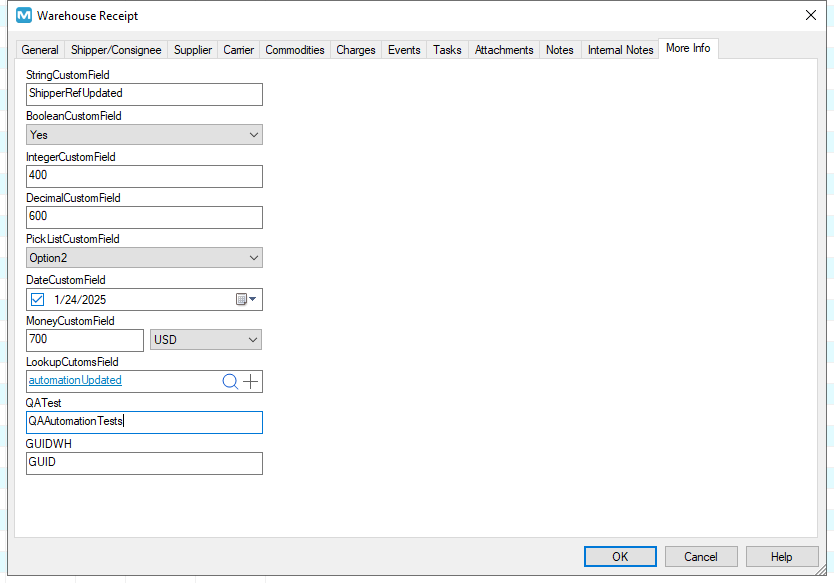 M Warehouse Receipt
General Shipper/Consignee Supplier Carrier Commodities Charges Events Tasks Attachments Notes Internal Notes More Info
StringCustomField
ShipperRefUpdated
BooleanCustomField
Yes
IntegerCustomField
400
DecimalCustomField
600
PickListCustomField
Option2
DateCustomField
1/24/2025
MoneyCustomField
700 USD
LookupCutomsField
automationUpdated
QATest
QAAutomationTests
GUIDWH
GUID
OK Cancel Help